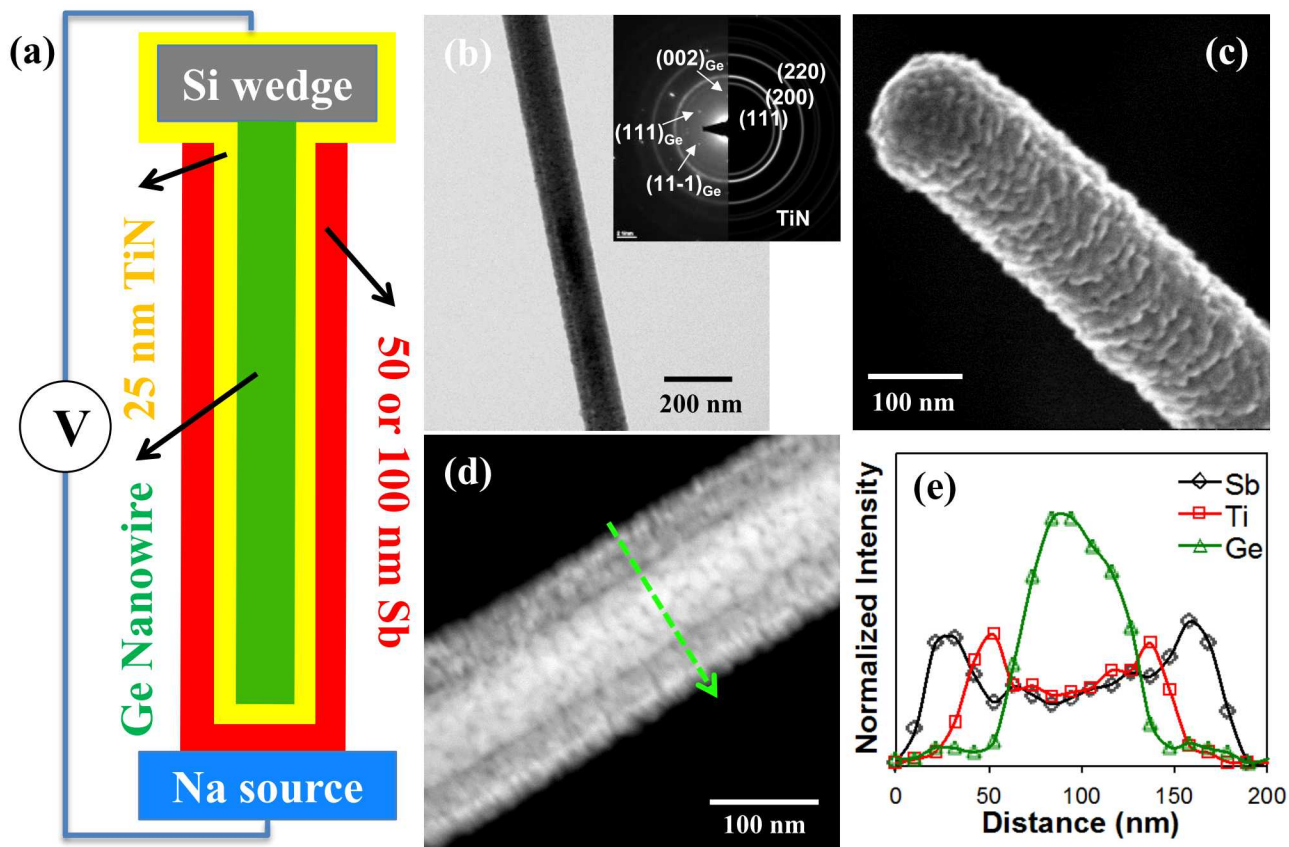 (a)
Si wedge
25 nm TiN
Ge Nanowire
50 or 100 nm Sb
V
Na source
(b)
(002)Ge
(220)
(200)
(111)
(111)Ge
(11-1)Ge
TiN
200 nm
(c)
100 nm
(d)
100 nm
(e)
Sb
Ti
Ge
Normalized Intensity
0 50 100 150 200
Distance (nm)